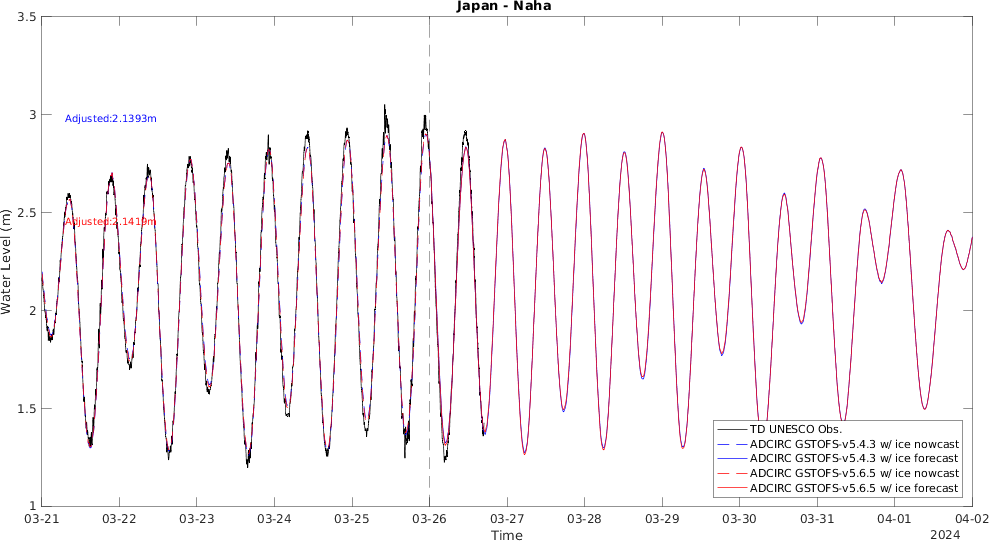 Japan - Naha
3.5
3
2.5
2
1.5
1
Water Level (m)
Adjusted:2.1393m
Adjusted:2.1419m
TD UNESCO Obs.
ADCIRC GSTOFS-v5.4.3 w/ ice nowcast
ADCIRC GSTOFS-v5.4.3 w/ ice forecast
ADCIRC GSTOFS-v5.6.5 w/ ice nowcast
ADCIRC GSTOFS-v5.6.5 w/ ice forecast
03-21 03-22 03-23 03-24 03-25 03-26 03-27 03-28 03-29 03-30 03-31 04-01 04-02
Time
2024